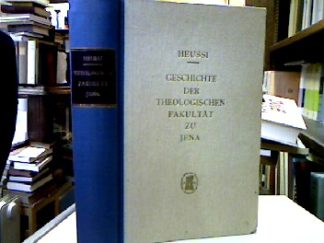 HEUSSI
GESCHICHTE
DER
THEOLOGISCHEN
FAKULTÄT
ZU
JENA
HEUSSI
THEOLOGISCHE
FAKULTÄT
JENA